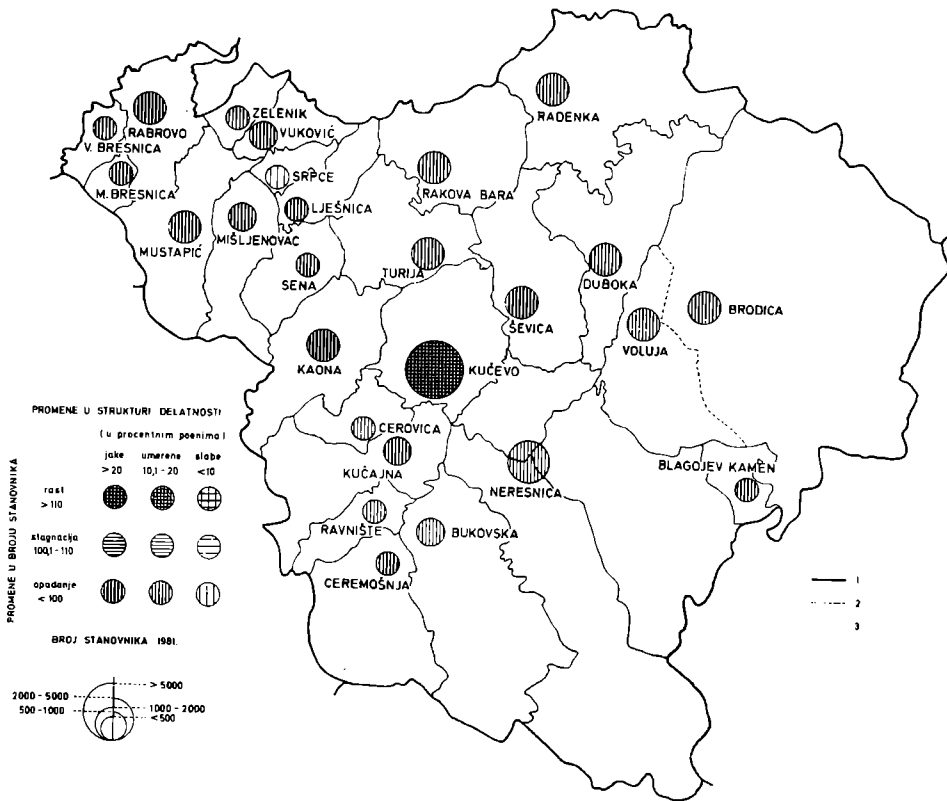 RADENKA
ZELENIK
RABROVO
VUKOVIĆ
V. BRESNICA
SRPCE
RAKOVA BARA
M. BRESNICA
LJEŠNICA
MIŠLJENOVAC
MUSTAPIĆ
SENA
TURIJA
DUBOKA
BRODICA
ŠEVICA
VOLUJA
KAONA
KUČEVO
CEROVICA
KUČAJNA
NERESNICA
BLAGOJEV KAMEN
RAVNIŠTE
BUKOVSKA
CEREMOŠNJA
PROMENE U STRUKTURI DELATNOSTI
(u procentnim poenima)
jake umerene slabe
>20 10,1 - 20 <10
PROMENE U BROJU STANOVNIKA
rast
>110
stagnacija
100,1 - 110
opadanje
< 100
BROJ STANOVNIKA 1981.
> 5000
2000 - 5000
1000 - 2000
500 - 1000
< 500
1
2
3